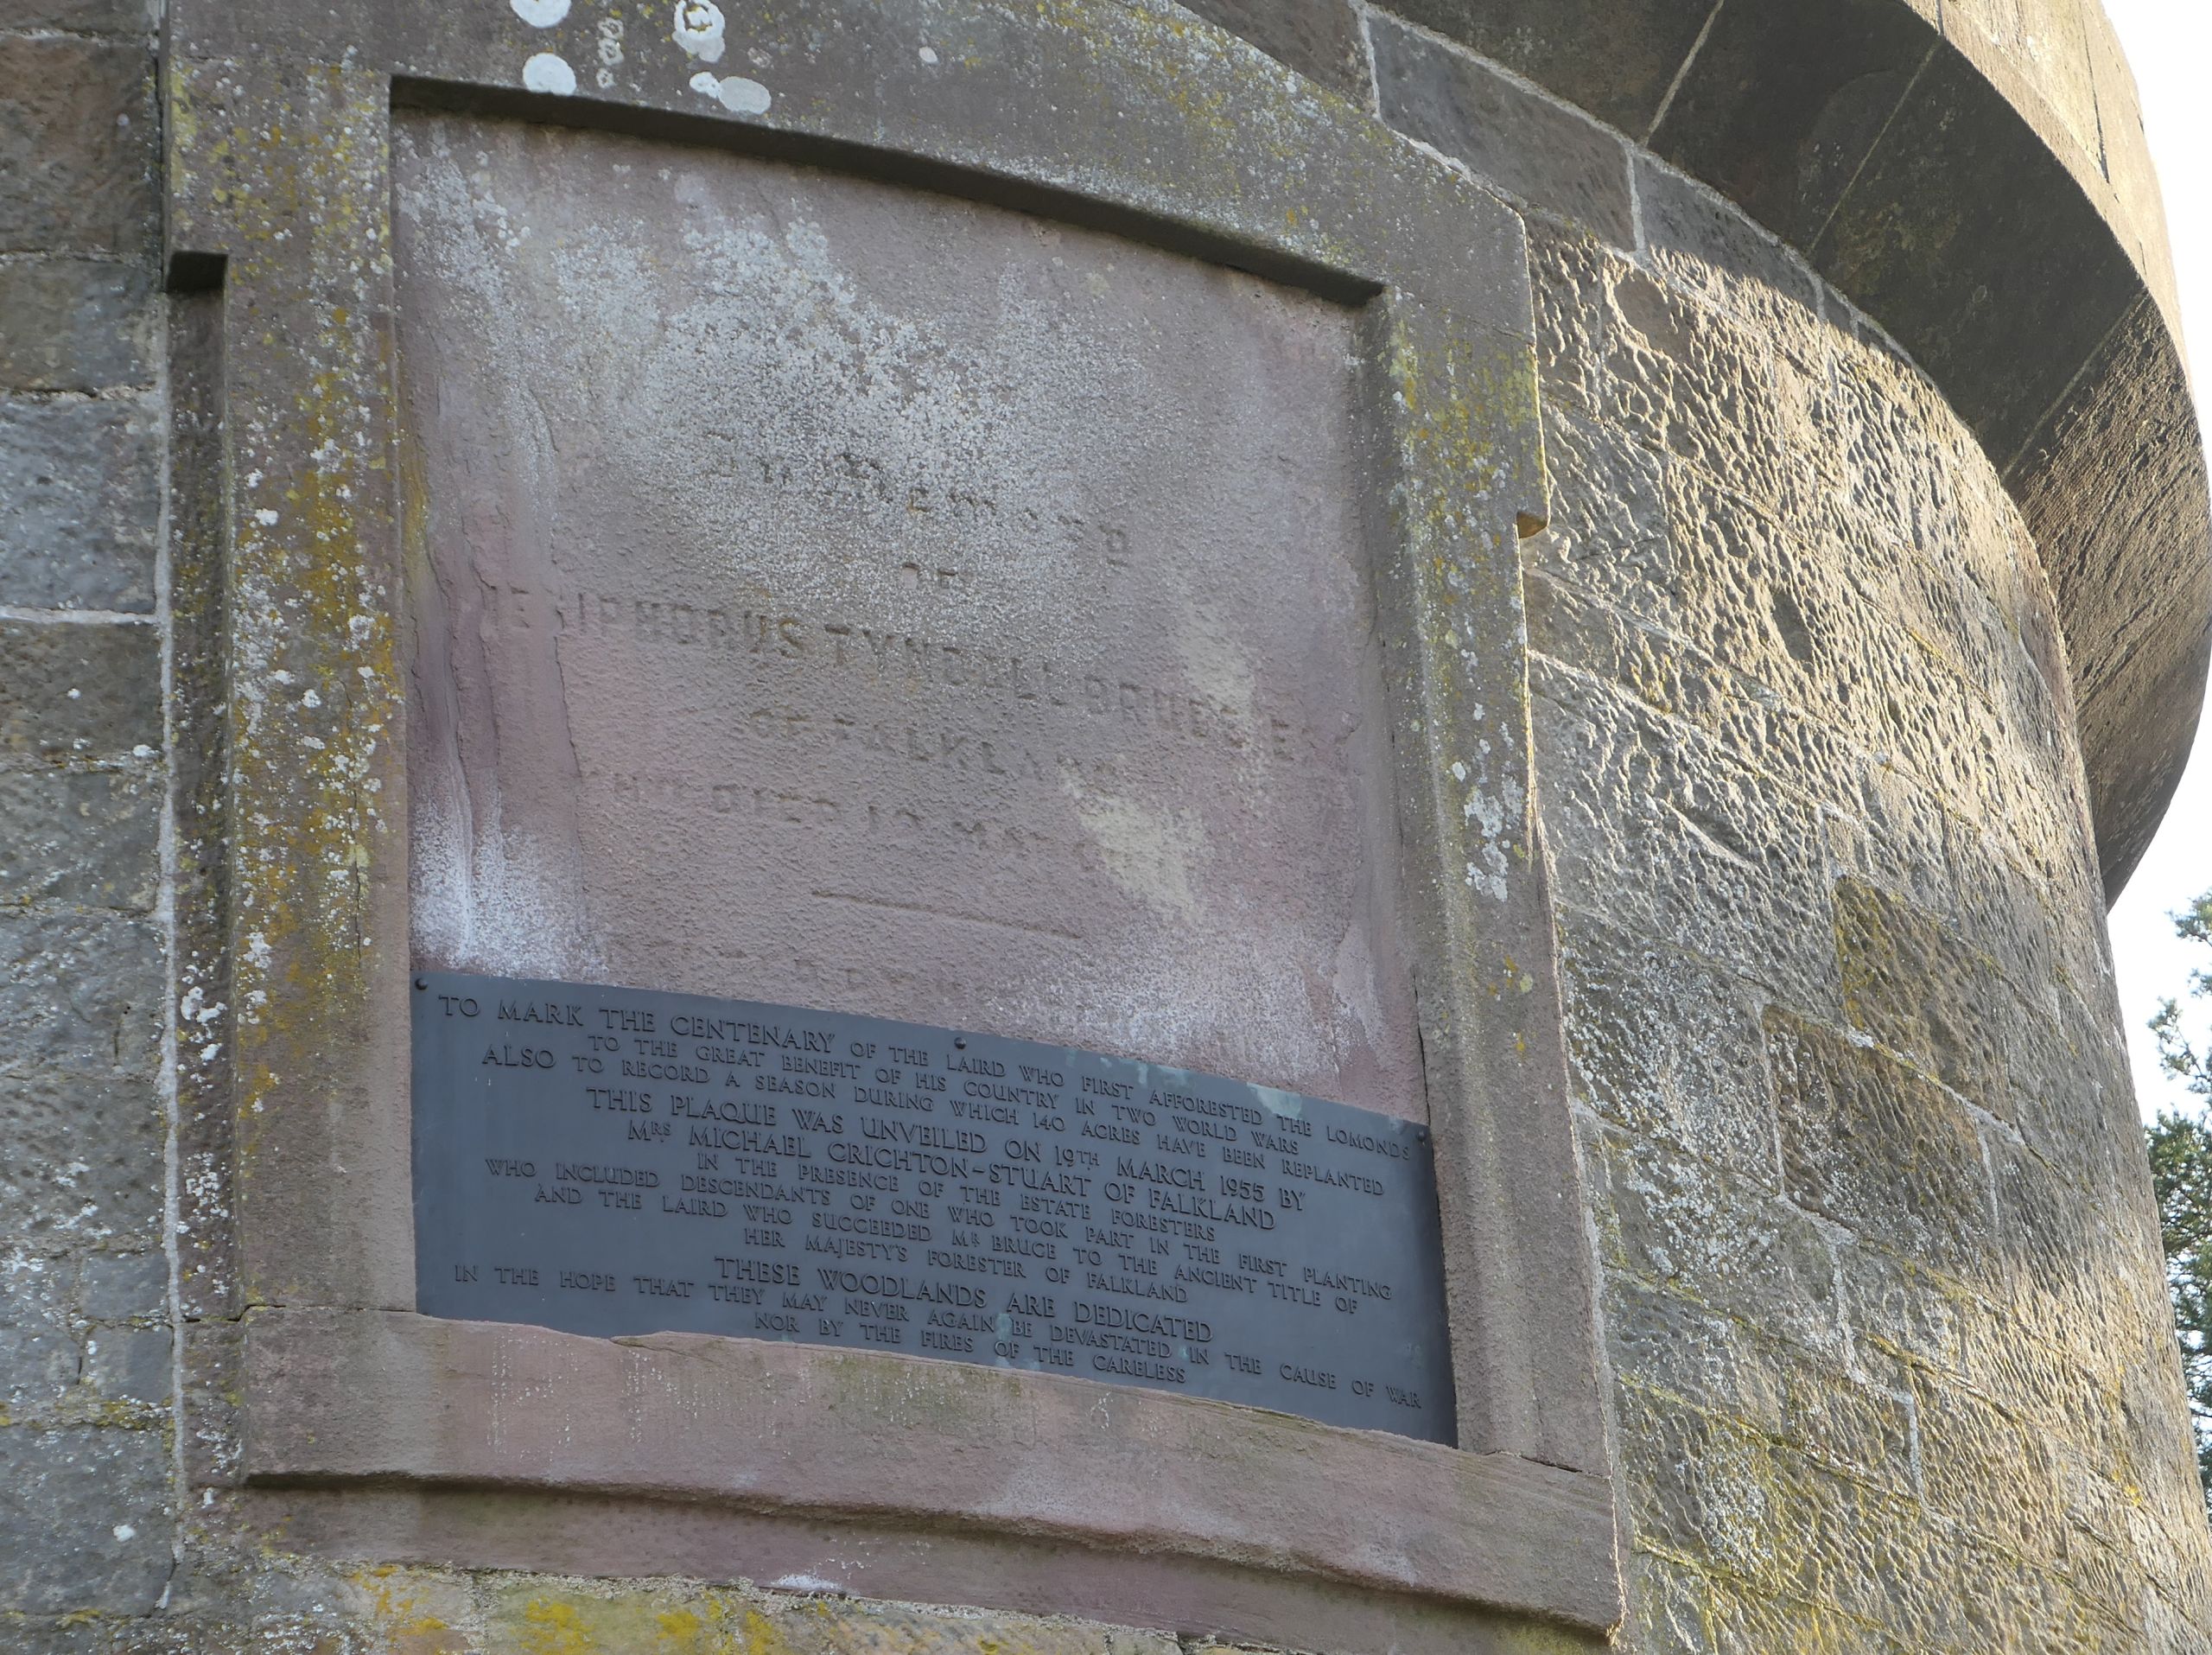 TYNDALL BRUCE E
OF FALKLAND
DIED
TO MARK THE CENTENARY OF THE LAIRD WHO FIRST AFFORESTED THE LOMONDS
TO THE GREAT BENEFIT OF HIS COUNTRY IN TWO WORLD WARS
ALSO TO RECORD A SEASON DURING WHICH 140 ACRES HAVE BEEN REPLANTED
THIS PLAQUE WAS UNVEILED ON 19TH MARCH 1955 BY
MRS MICHAEL CRICHTON-STUART OF FALKLAND
IN THE PRESENCE OF THE ESTATE FORESTERS
WHO INCLUDED DESCENDANTS OF ONE WHO TOOK PART IN THE FIRST PLANTING
AND THE LAIRD WHO SUCCEEDED MR BRUCE TO THE ANCIENT TITLE OF
HER MAJESTY'S FORESTER OF FALKLAND
THESE WOODLANDS ARE DEDICATED
IN THE HOPE THAT THEY MAY NEVER AGAIN BE DEVASTATED IN THE CAUSE OF WAR
NOR BY THE FIRES OF THE CARELESS